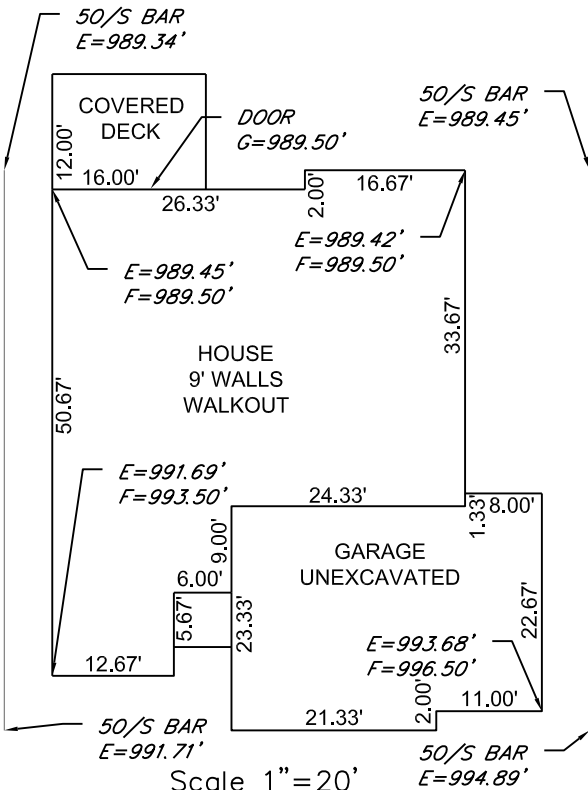 50/S BAR
E=989.34'
COVERED
DECK
12.00'
16.00'
DOOR
G=989.50'
26.33'
2.00'
16.67'
50/S BAR
E=989.45'
E=989.45'
F=989.50'
E=989.42'
F=989.50'
HOUSE
9' WALLS
WALKOUT
33.67'
50.67'
E=991.69'
F=993.50'
24.33'
1.33'
8.00'
9.00'
GARAGE
UNEXCAVATED
6.00'
5.67'
23.33'
22.67'
E=993.68'
F=996.50'
12.67'
2.00'
11.00'
21.33'
50/S BAR
E=991.71'
50/S BAR
E=994.89'
Scale 1"=20'